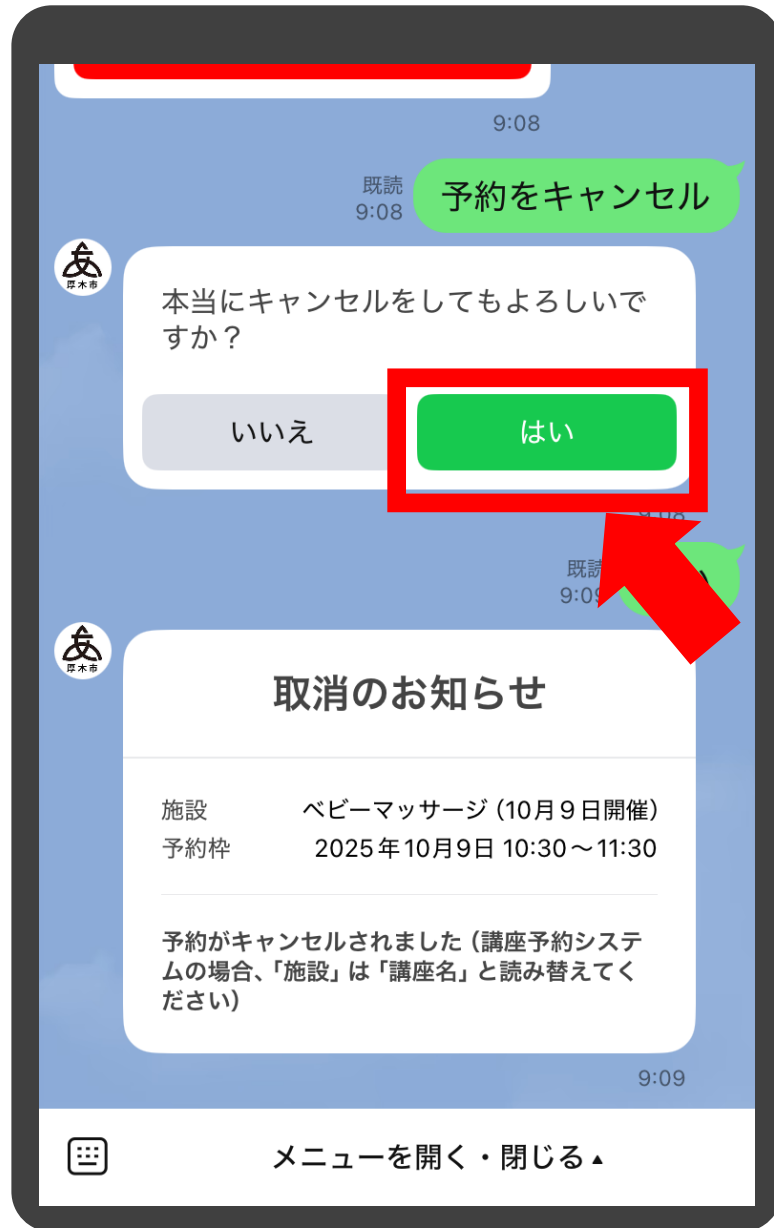 9:08
既読
9:08
予約をキャンセル
厚木市
本当にキャンセルをしてもよろしいで
すか？
いいえ
はい
9:08
既読
厚木市
取消のお知らせ
施設 ベビーマッサージ（10月９日開催）
予約枠 2025年10月9日 10:30～11:30
予約がキャンセルされました（講座予約システ
ムの場合、「施設」は「講座名」と読み替えてく
ださい）
9:09
メニューを開く・閉じる▲